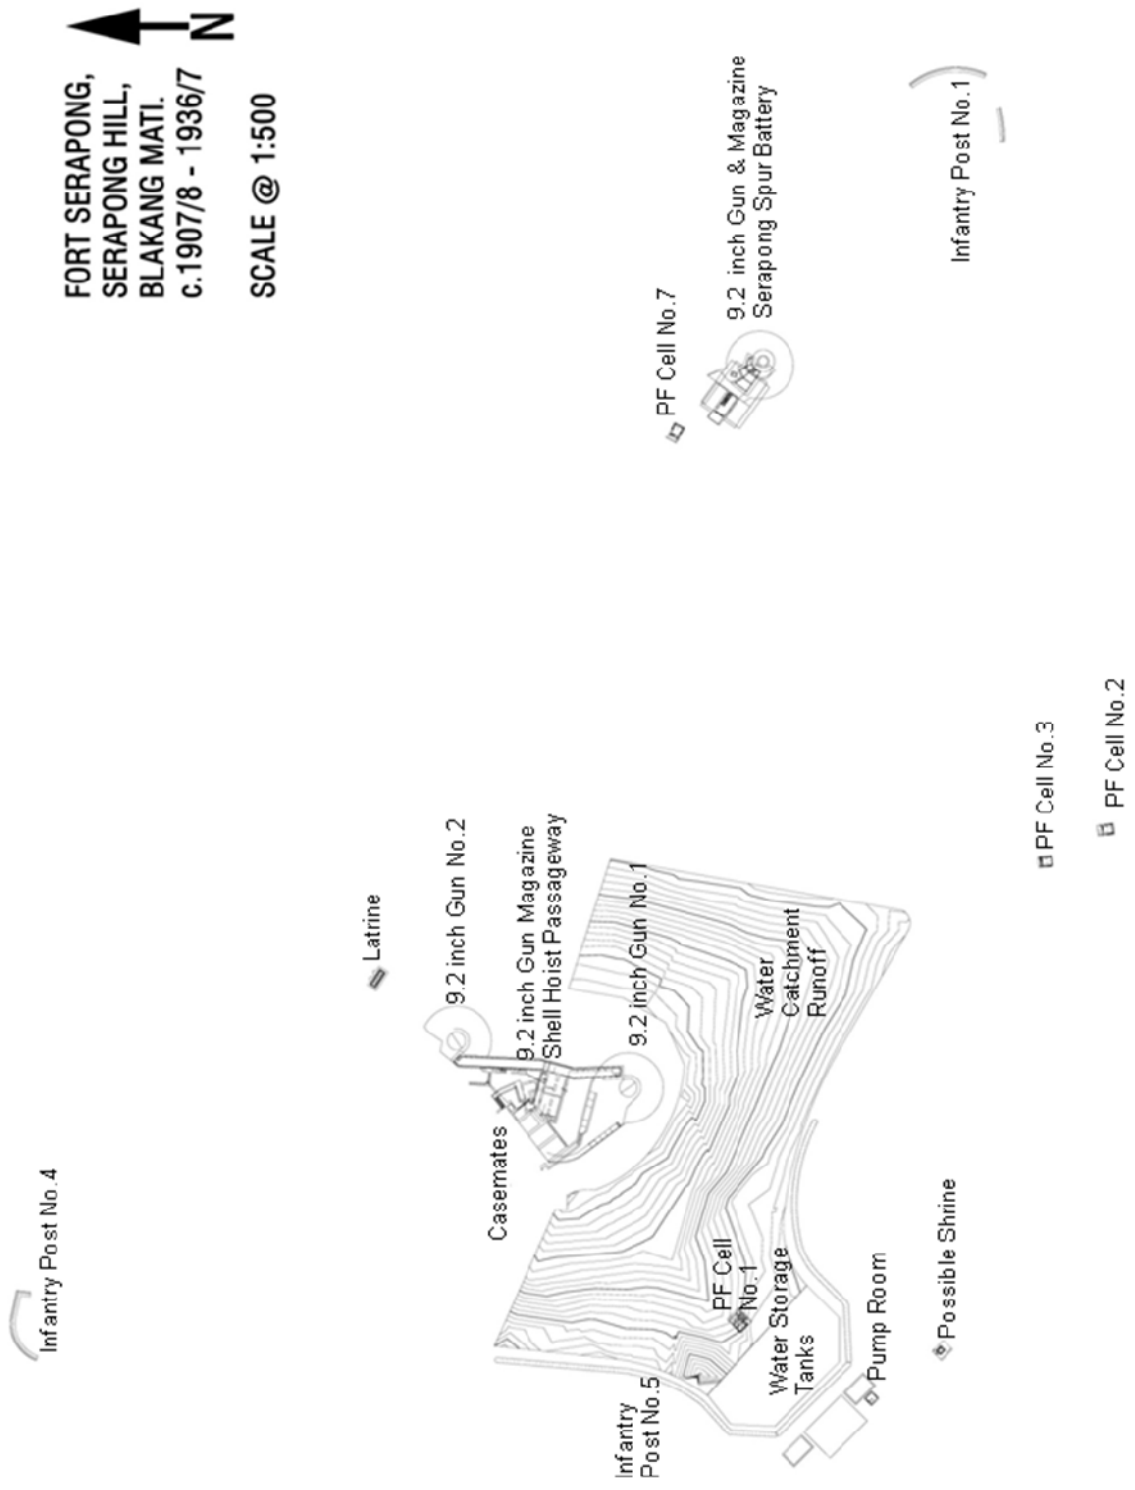 N
FORT SERAPONG,
SERAPONG HILL,
BLAKANG MATI.
c.1907/8 - 1936/7
SCALE @ 1:500
Infantry Post No.4
Latrine
9.2 inch Gun No.2
9.2 inch Gun Magazine
Shell Hoist Passageway
Casemates
9.2 inch Gun No.1
Infantry
Post No.5
PF Cell
No.1
Water Storage
Tanks
Water
Catchment
Runoff
Pump Room
Possible Shrine
PF Cell No.7
9.2 inch Gun & Magazine
Serapong Spur Battery
Infantry Post No.1
PF Cell No.3
PF Cell No.2